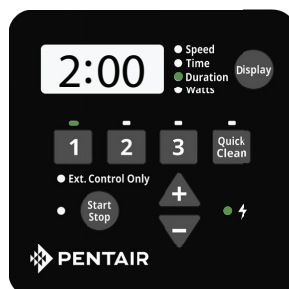 2:00
Speed
Time
Duration
Watts
Display
1
2
3
Quick
Clean
Ext. Control Only
Start
Stop
+
−
PENTAIR